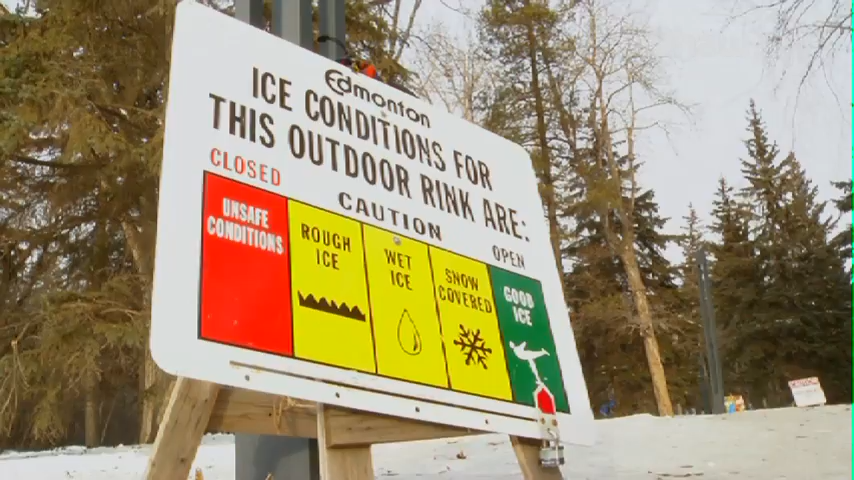 Edmonton
ICE CONDITIONS FOR
THIS OUTDOOR RINK ARE:
CLOSED
CAUTION
OPEN
UNSAFE
CONDITIONS
ROUGH
ICE
WET
ICE
SNOW
COVERED
GOOD
ICE